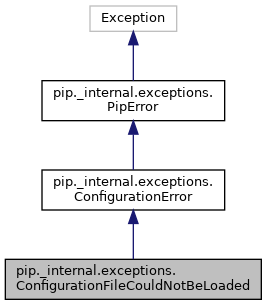 Exception
pip._internal.exceptions.
PipError
pip._internal.exceptions.
ConfigurationError
pip._internal.exceptions.
ConfigurationFileCouldNotBeLoaded